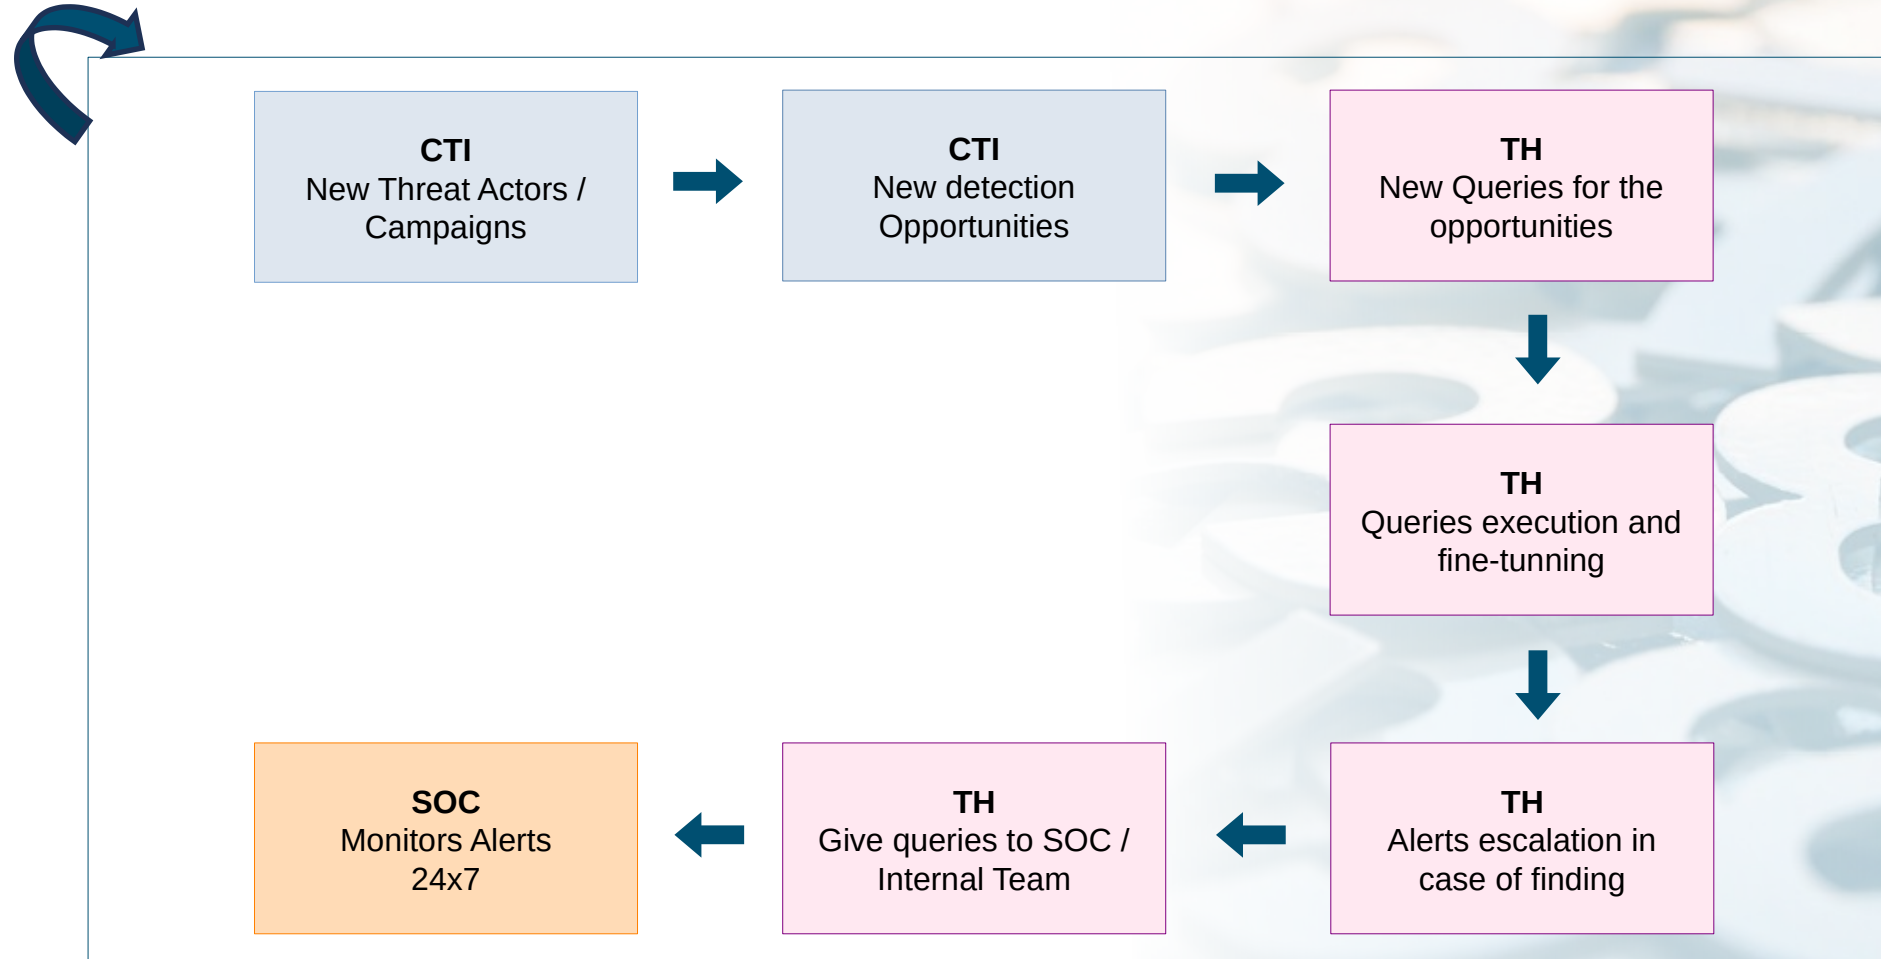 CTI
New Threat Actors /
Campaigns
CTI
New detection
Opportunities
TH
New Queries for the
opportunities
TH
Queries execution and
fine-tunning
TH
Alerts escalation in
case of finding
TH
Give queries to SOC /
Internal Team
SOC
Monitors Alerts
24x7